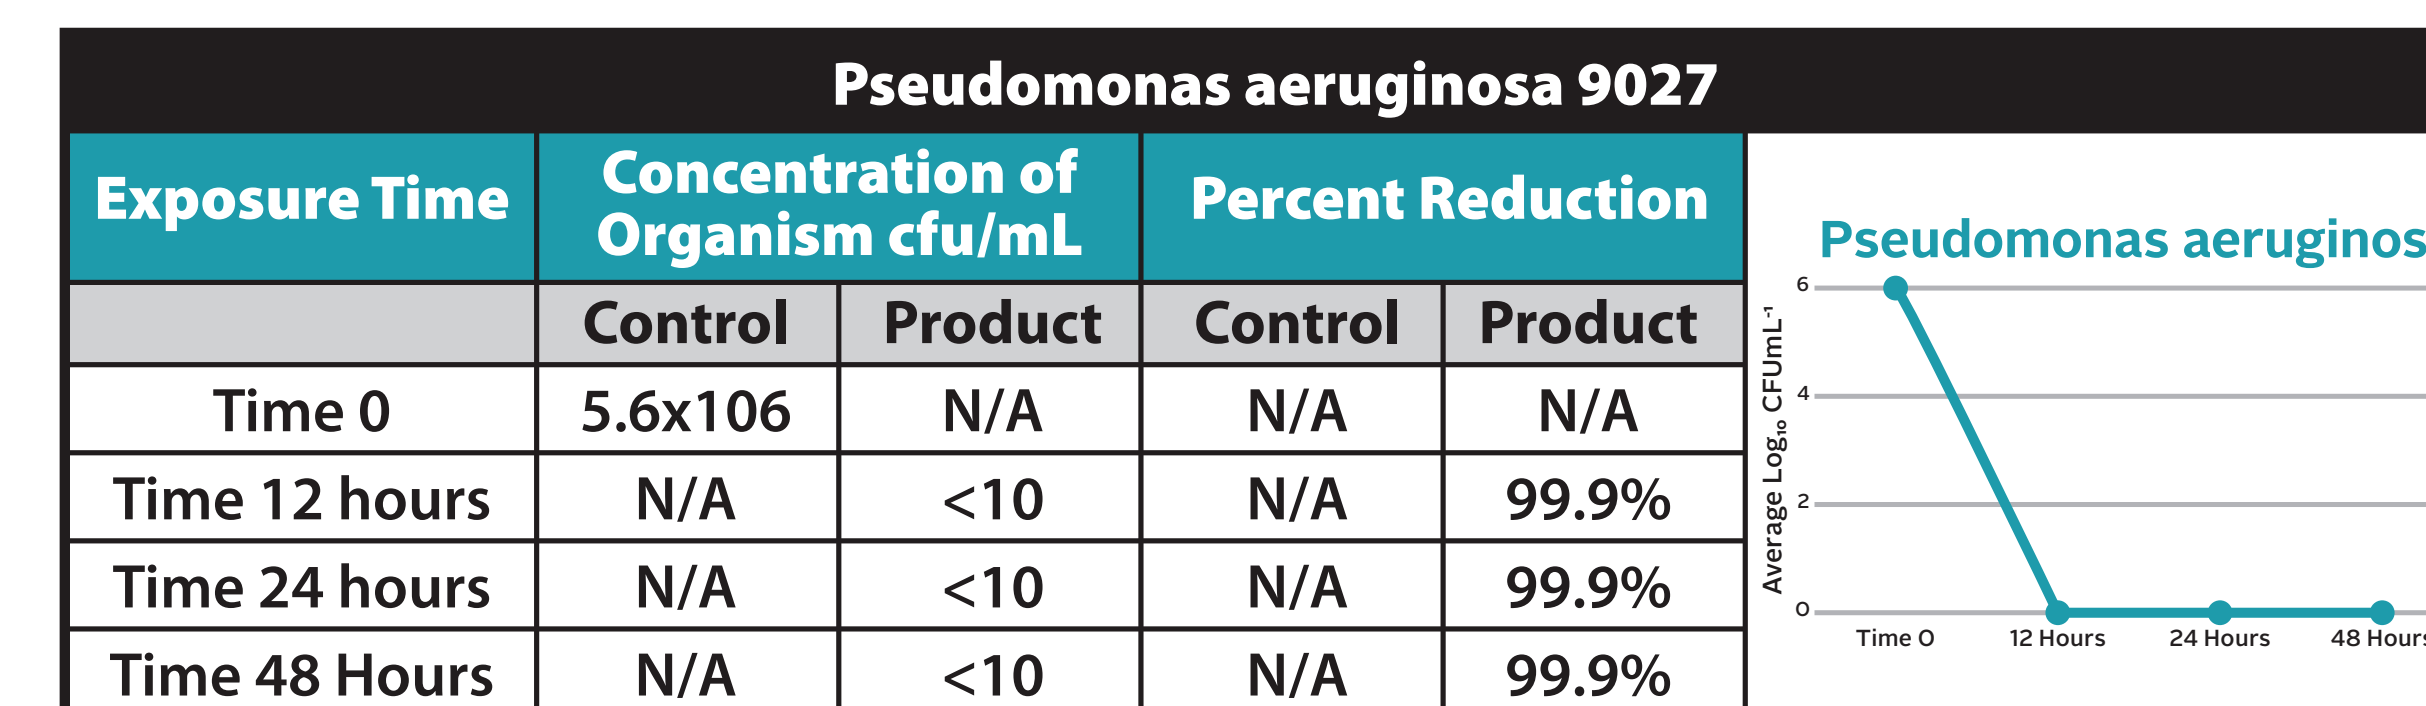 Pseudomonas aeruginosa 9027
Exposure Time
Concentration of
Organism cfu/mL
Percent Reduction
Control Product Control Product
Time 0 5.6x106 N/A N/A N/A
Time 12 hours N/A <10 N/A 99.9%
Time 24 hours N/A <10 N/A 99.9%
Time 48 Hours N/A <10 N/A 99.9%
Pseudomonas aeruginos
Average Log₁₀ CFUmL⁻¹
6
4
2
0
Time 0 12 Hours 24 Hours 48 Hours